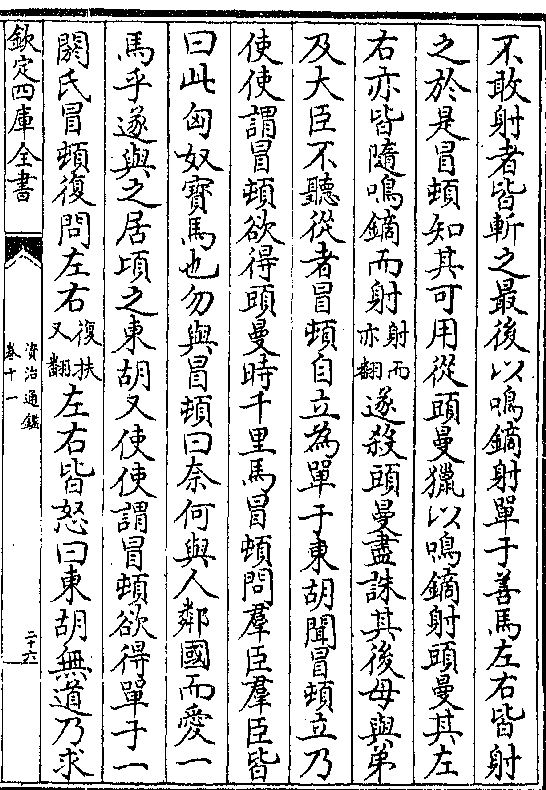 不敢射者皆斬之最後以鳴鏑射單于善馬左右皆射
之於是冒頓知其可用從頭曼獵以鳴鏑射頭曼其左
右亦皆隨鳴鏑而射射而亦翻遂殺頭曼盡誅其後母與弟
及大臣不聽從者冒頓自立為單于東胡聞冒頓立乃
使使謂冒頓欲得頭曼時千里馬冒頓問羣臣羣臣皆
曰此匈奴寶馬也勿與冒頓曰奈何與人鄰國而愛一
馬乎遂與之居頃之東胡又使使謂冒頓欲得單于一
閼氏冒頓復問左右復扶又翻左右皆怒曰東胡無道乃求
欽定四庫全書
資治通鑑
卷十一
二十六